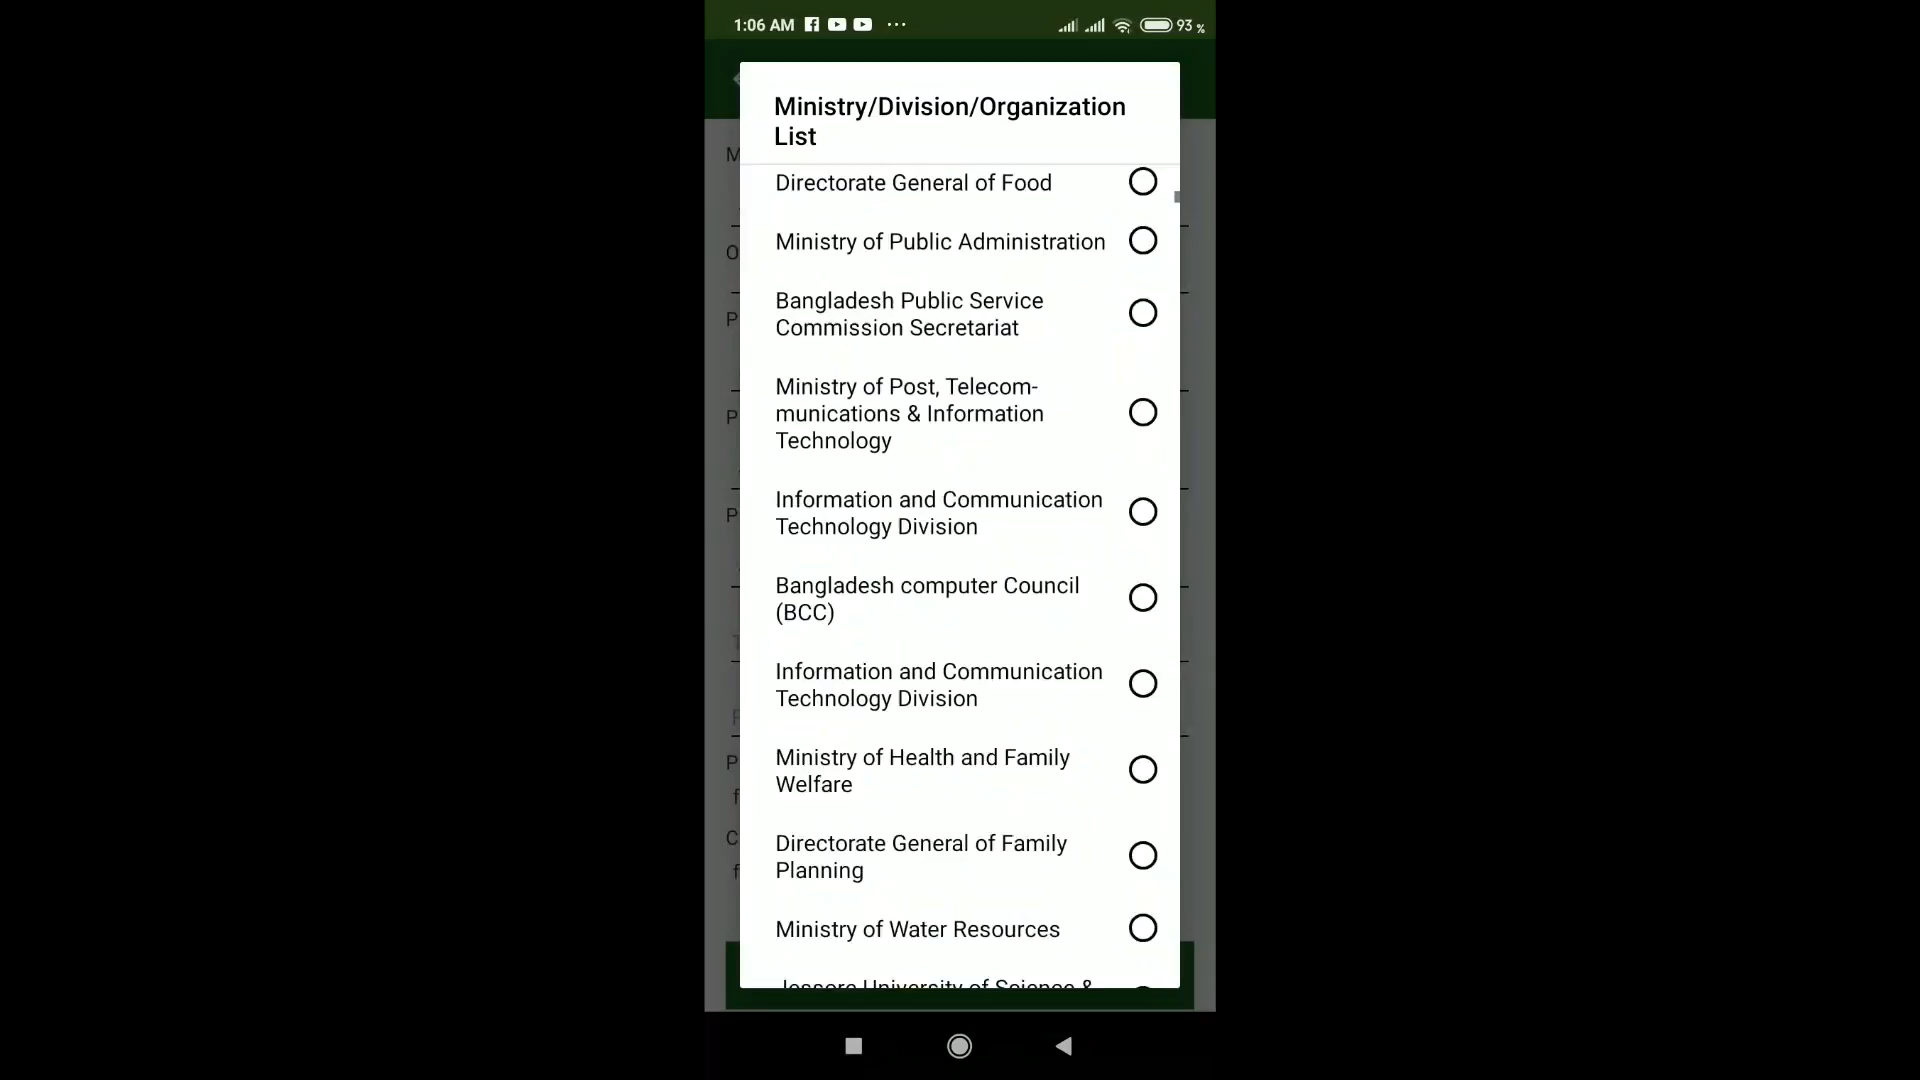 1:06 AM
93 %
Ministry/Division/Organization
List
Directorate General of Food
Ministry of Public Administration
Bangladesh Public Service
Commission Secretariat
Ministry of Post, Telecom-
munications & Information
Technology
Information and Communication
Technology Division
Bangladesh computer Council
(BCC)
Information and Communication
Technology Division
Ministry of Health and Family
Welfare
Directorate General of Family
Planning
Ministry of Water Resources
Jessore University of Science &